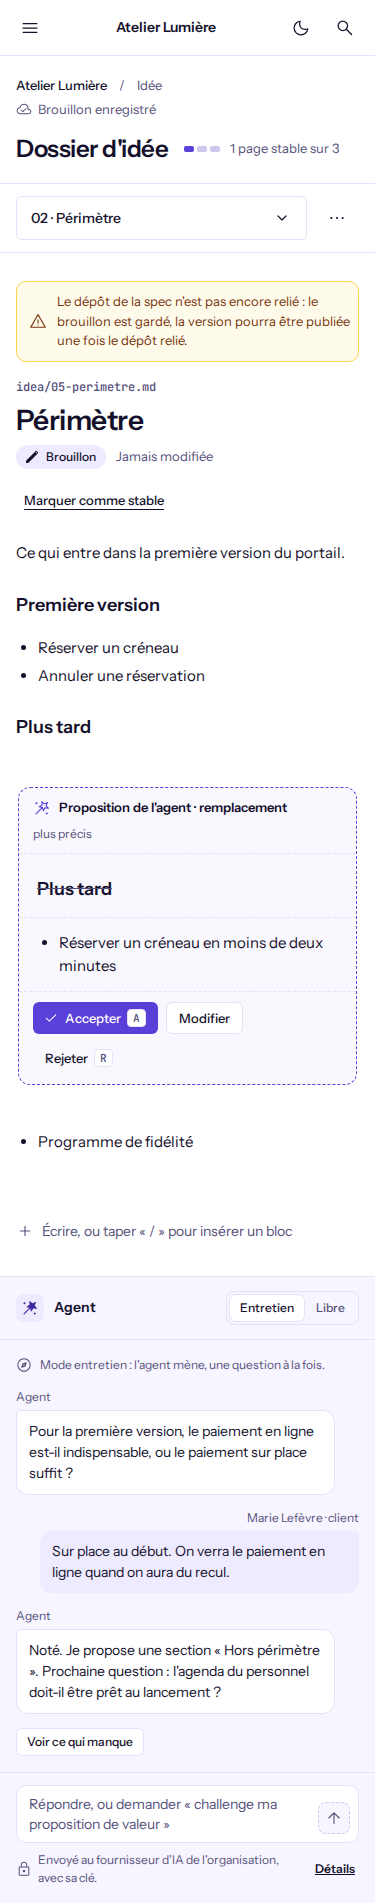 Atelier Lumière
Atelier Lumière / Idée
Brouillon enregistré
Dossier d'idée 1 page stable sur 3
02 · Périmètre
Le dépôt de la spec n'est pas encore relié : le
brouillon est gardé, la version pourra être publiée
une fois le dépôt relié.
idea/05-perimetre.md
Périmètre
Brouillon Jamais modifiée
Marquer comme stable
Ce qui entre dans la première version du portail.
Première version
• Réserver un créneau
• Annuler une réservation
Plus tard
Proposition de l'agent · remplacement
plus précis
Plus tard
• Réserver un créneau en moins de deux
minutes
Accepter A Modifier
Rejeter R
• Programme de fidélité
Écrire, ou taper « / » pour insérer un bloc
Agent Entretien Libre
Mode entretien : l'agent mène, une question à la fois.
Agent
Pour la première version, le paiement en ligne
est-il indispensable, ou le paiement sur place
suffit ?
Marie Lefèvre · client
Sur place au début. On verra le paiement en
ligne quand on aura du recul.
Agent
Noté. Je propose une section « Hors périmètre
». Prochaine question : l'agenda du personnel
doit-il être prêt au lancement ?
Voir ce qui manque
Répondre, ou demander « challenge ma
proposition de valeur »
Envoyé au fournisseur d'IA de l'organisation,
avec sa clé.
Détails